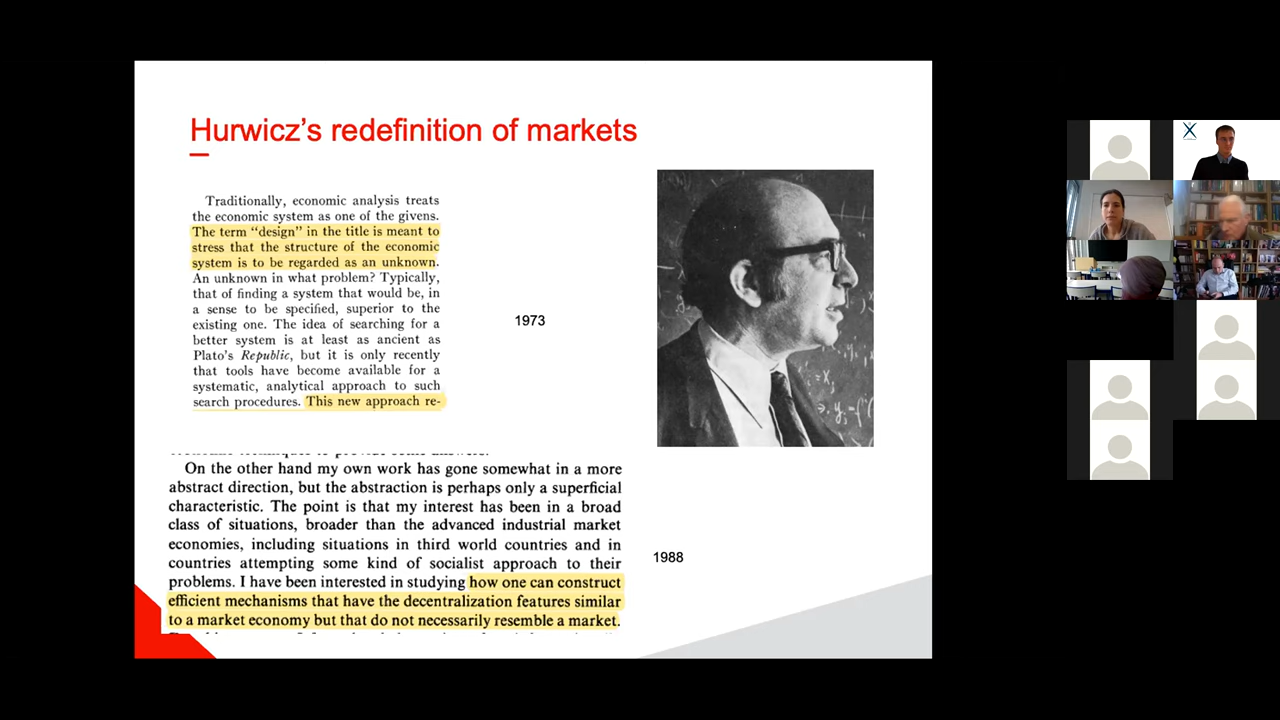 Hurwicz's redefinition of markets
Traditionally, economic analysis treats
the economic system as one of the givens.
The term "design" in the title is meant to
stress that the structure of the economic
system is to be regarded as an unknown.
An unknown in what problem? Typically,
that of finding a system that would be, in
a sense to be specified, superior to the
existing one. The idea of searching for a
better system is at least as ancient as
Plato's Republic, but it is only recently
that tools have become available for a
systematic, analytical approach to such
search procedures. This new approach re-
1973
On the other hand my own work has gone somewhat in a more
abstract direction, but the abstraction is perhaps only a superficial
characteristic. The point is that my interest has been in a broad
class of situations, broader than the advanced industrial market
economies, including situations in third world countries and in
countries attempting some kind of socialist approach to their
problems. I have been interested in studying how one can construct
efficient mechanisms that have the decentralization features similar
to a market economy but that do not necessarily resemble a market.
1988